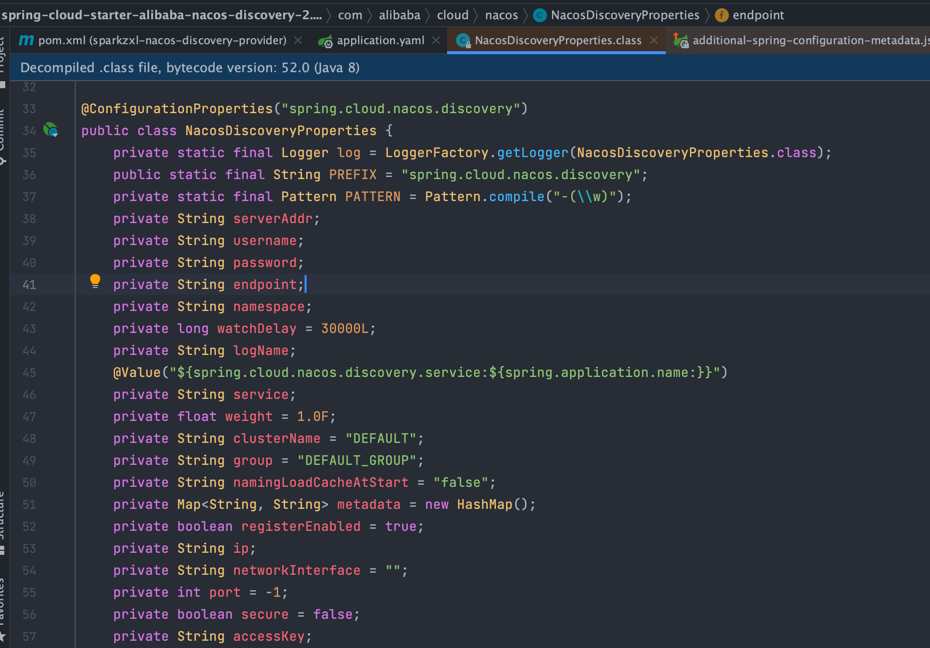 spring-cloud-starter-alibaba-nacos-discovery-2.... 〉 com 〉 alibaba 〉 cloud 〉 nacos 〉 C NacosDiscoveryProperties 〉 f endpoint
m pom.xml (sparkzxl-nacos-discovery-provider) × application.yaml × C NacosDiscoveryProperties.class × additional-spring-configuration-metadata.js
Decompiled .class file, bytecode version: 52.0 (Java 8)
32
33 @ConfigurationProperties("spring.cloud.nacos.discovery")
34 public class NacosDiscoveryProperties {
35 private static final Logger log = LoggerFactory.getLogger(NacosDiscoveryProperties.class);
36 public static final String PREFIX = "spring.cloud.nacos.discovery";
37 private static final Pattern PATTERN = Pattern.compile("-(\\w)");
38 private String serverAddr;
39 private String username;
40 private String password;
41 private String endpoint;
42 private String namespace;
43 private long watchDelay = 30000L;
44 private String logName;
45 @Value("${spring.cloud.nacos.discovery.service:${spring.application.name:}}")
46 private String service;
47 private float weight = 1.0F;
48 private String clusterName = "DEFAULT";
49 private String group = "DEFAULT_GROUP";
50 private String namingLoadCacheAtStart = "false";
51 private Map<String, String> metadata = new HashMap();
52 private boolean registerEnabled = true;
53 private String ip;
54 private String networkInterface = "";
55 private int port = -1;
56 private boolean secure = false;
57 private String accessKey;